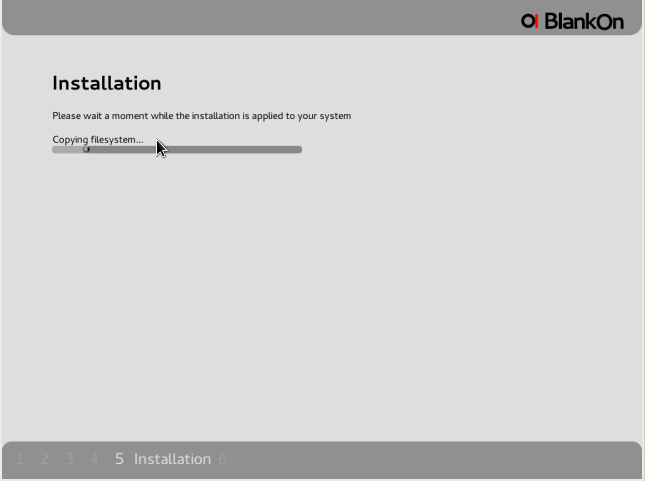 BlankOn
Installation
Please wait a moment while the installation is applied to your system
Copying filesystem...
1 2 3 4 5 Installation 6